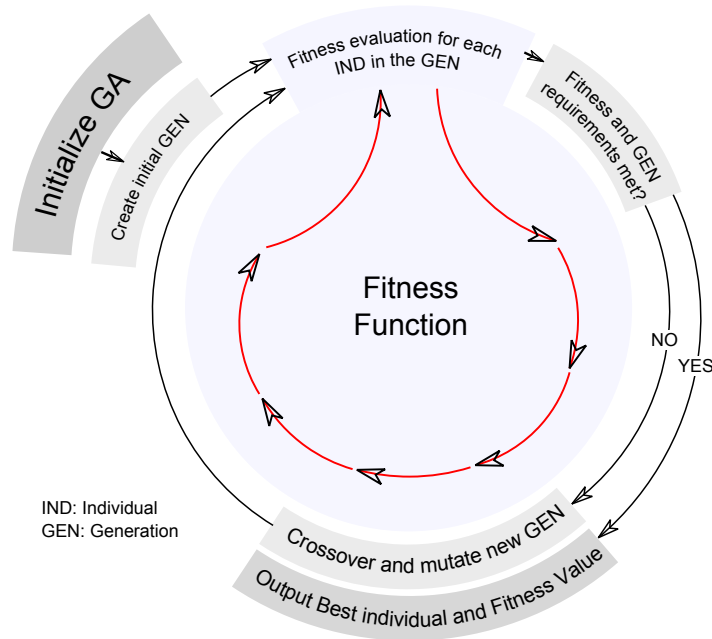 Initialize GA
Create initial GEN
Fitness evaluation for each
IND in the GEN
Fitness and GEN
requirements met?
Fitness
Function
NO
YES
IND: Individual
GEN: Generation
Crossover and mutate new GEN
Output Best individual and Fitness Value